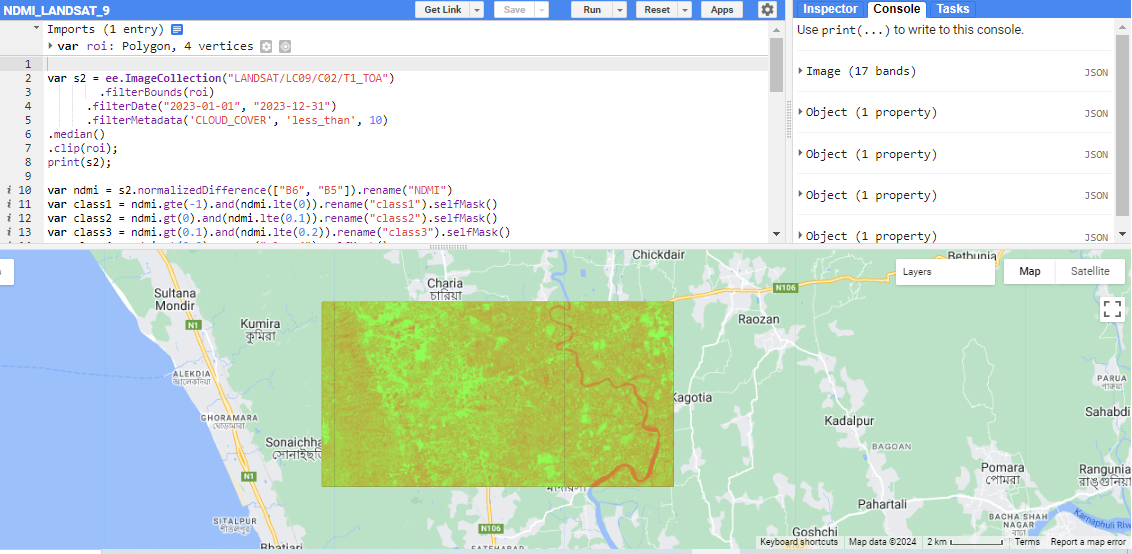 NDMI_LANDSAT_9
Get Link
Save
Run
Reset
Apps
Inspector
Console
Tasks
Imports (1 entry)
var roi: Polygon, 4 vertices
1
2 var s2 = ee.ImageCollection("LANDSAT/LC09/C02/T1_TOA")
3 .filterBounds(roi)
4 .filterDate("2023-01-01", "2023-12-31")
5 .filterMetadata('CLOUD_COVER', 'less_than', 10)
6 .median()
7 .clip(roi);
8 print(s2);
9
i 10 var ndmi = s2.normalizedDifference(["B6", "B5"]).rename("NDMI")
i 11 var class1 = ndmi.gte(-1).and(ndmi.lte(0)).rename("class1").selfMask()
i 12 var class2 = ndmi.gt(0).and(ndmi.lte(0.1)).rename("class2").selfMask()
i 13 var class3 = ndmi.gt(0.1).and(ndmi.lte(0.2)).rename("class3").selfMask()
Use print(...) to write to this console.
Image (17 bands)
JSON
Object (1 property)
JSON
Object (1 property)
JSON
Object (1 property)
JSON
Object (1 property)
JSON
Chickdair
Bethunia
Layers
Map
Satellite
Charia
চারিয়া
N106
Sultana
Mondir
N1
Kumira
কুমিরা
Raozan
ALEKDIA
আলেকদিয়া
PARUA
পারুয়া
Kagotia
GHORAMARA
ঘোড়ামারা
Sahabdi
Kadalpur
Sonaichha
সোনাইছড়ি
BAGOAN
N1
Pomara
পোমরা
Rangunia
রাঙ্গুনিয়া
Pahartali
SITALPUR
শীতলপুর
N106
BACHA SHAH
NAGAR
Karnaphuli Riv
Goshchi
Bhatiari
FATEHABAD
Keyboard shortcuts
Map data ©2024
2 km
Terms
Report a map error